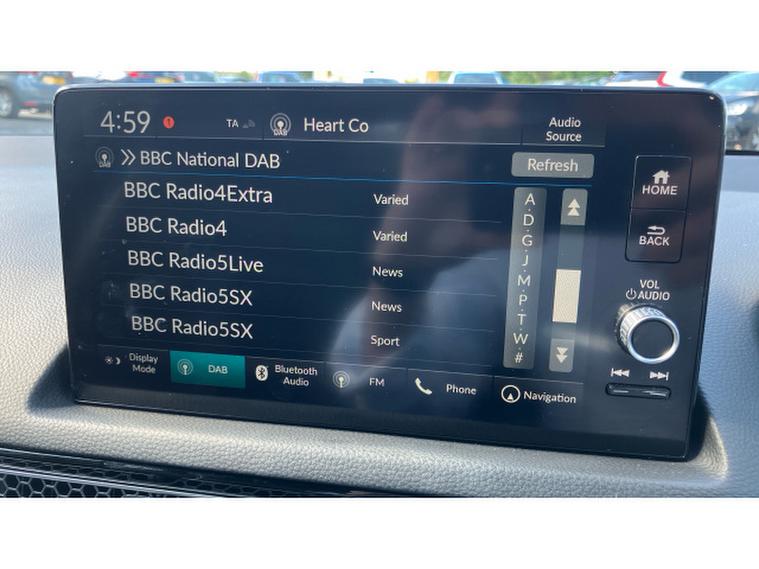 4:59 TA DAB Heart Co Audio Source
DAB BBC National DAB Refresh
BBC Radio4Extra Varied
BBC Radio4 Varied
BBC Radio5Live News
BBC Radio5SX News
BBC Radio5SX Sport
A
D
G
J
M
P
T
W
#
HOME
BACK
VOL
AUDIO
Display Mode
DAB
Bluetooth Audio
FM
Phone
Navigation